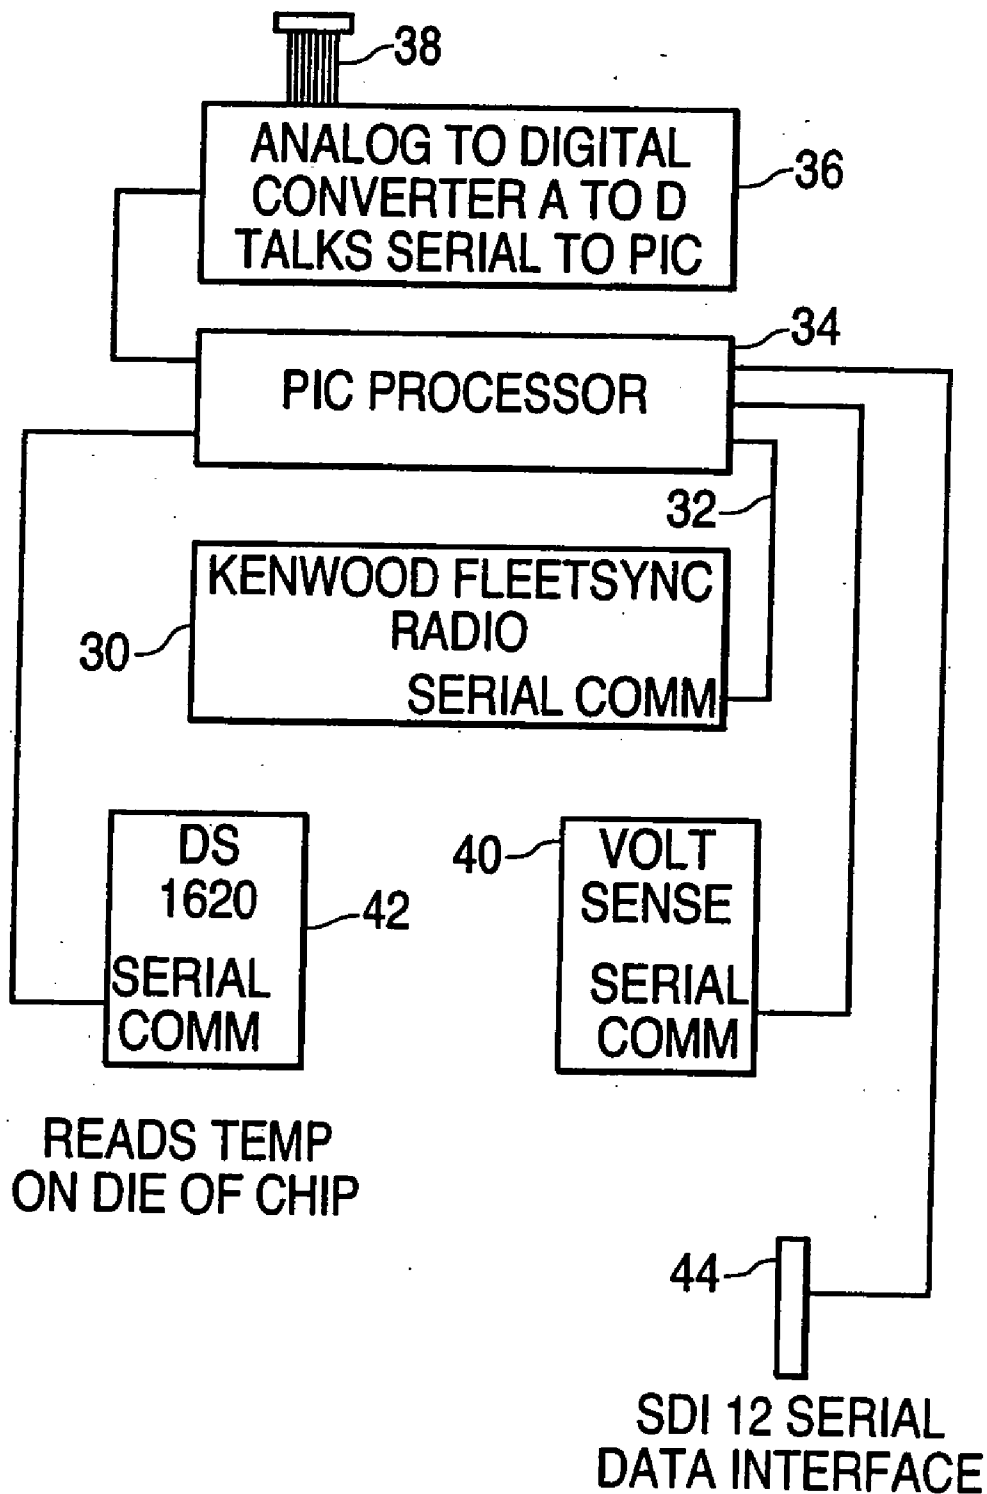 38
ANALOG TO DIGITAL
CONVERTER A TO D
TALKS SERIAL TO PIC
36
34
PIC PROCESSOR
32
KENWOOD FLEETSYNC
RADIO
SERIAL COMM
30
DS
1620
SERIAL
COMM
42
READS TEMP
ON DIE OF CHIP
40
VOLT
SENSE
SERIAL
COMM
44
SDI 12 SERIAL
DATA INTERFACE